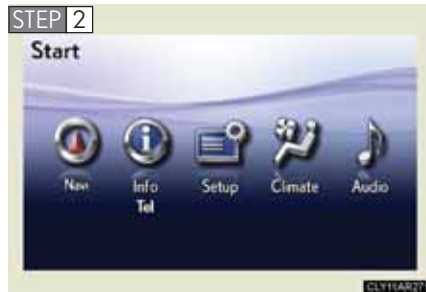 STEP 2
Start
Navi Info Setup Climate Audio
Tel
CLY11AR27